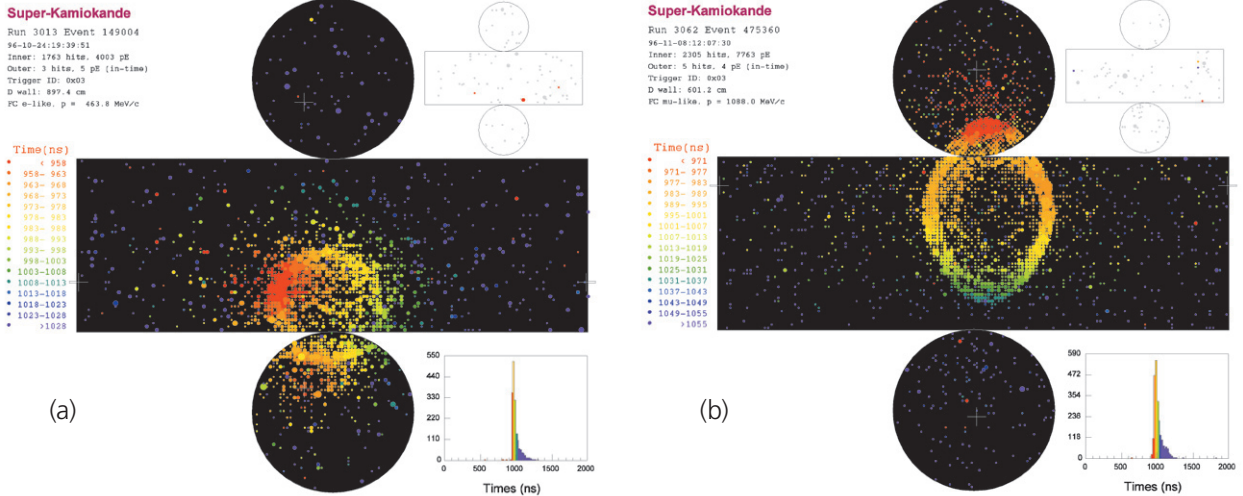 Super-Kamiokande
Run 3013 Event 149004
96-10-24:19:39:51
Inner: 1763 hits, 4003 pE
Outer: 3 hits, 5 pE (in-time)
Trigger ID: 0x03
D wall: 897.4 cm
FC e-like, p = 463.8 MeV/c
Time(ns)
< 958
958- 963
963- 968
968- 973
973- 978
978- 983
983- 988
988- 993
993- 998
998-1003
1003-1008
1008-1013
1013-1018
1018-1023
1023-1028
>1028
550
440
330
220
110
0
0
500
1000
1500
2000
Times (ns)
(a)
Super-Kamiokande
Run 3062 Event 475360
96-11-08:12:07:30
Inner: 2305 hits, 7763 pE
Outer: 5 hits, 4 pE (in-time)
Trigger ID: 0x03
D wall: 601.2 cm
FC mu-like, p = 1088.0 MeV/c
Time(ns)
< 971
971- 977
977- 983
983- 989
989- 995
995-1001
1001-1007
1007-1013
1013-1019
1019-1025
1025-1031
1031-1037
1037-1043
1043-1049
1049-1055
>1055
590
472
354
236
118
0
0
500
1000
1500
2000
Times (ns)
(b)